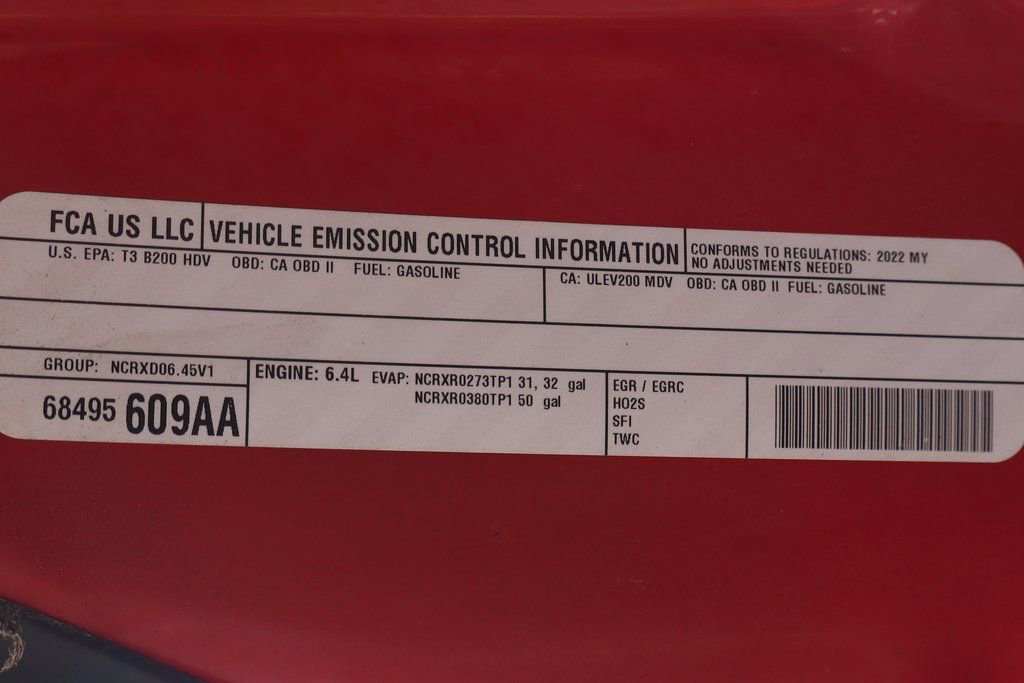 FCA US LLC
VEHICLE EMISSION CONTROL INFORMATION
CONFORMS TO REGULATIONS: 2022 MY
NO ADJUSTMENTS NEEDED
U.S. EPA: T3 B200 HDV OBD: CA OBD II FUEL: GASOLINE
CA: ULEV200 MDV OBD: CA OBD II FUEL: GASOLINE
GROUP: NCRXD06.45V1
68495 609AA
ENGINE: 6.4L EVAP: NCRXR0273TP1 31, 32 gal
NCRXR0380TP1 50 gal
EGR / EGRC
HO2S
SFI
TWC